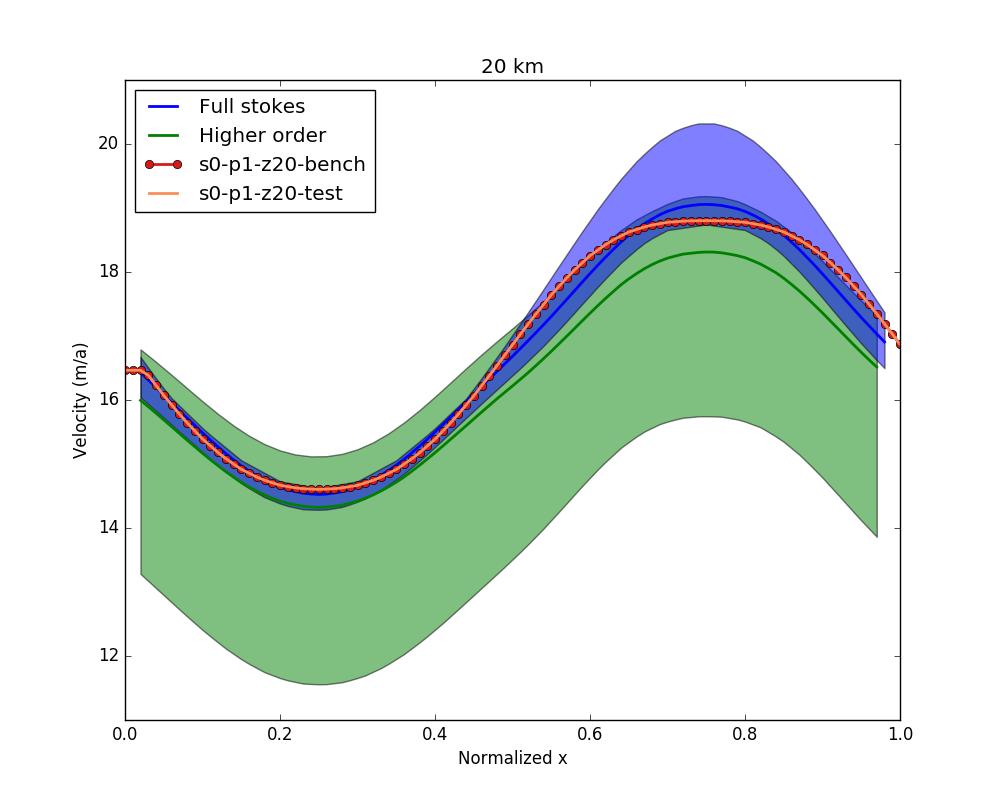 20 km
Full stokes
Higher order
s0-p1-z20-bench
s0-p1-z20-test
20
18
16
14
12
Velocity (m/a)
0.0 0.2 0.4 0.6 0.8 1.0
Normalized x